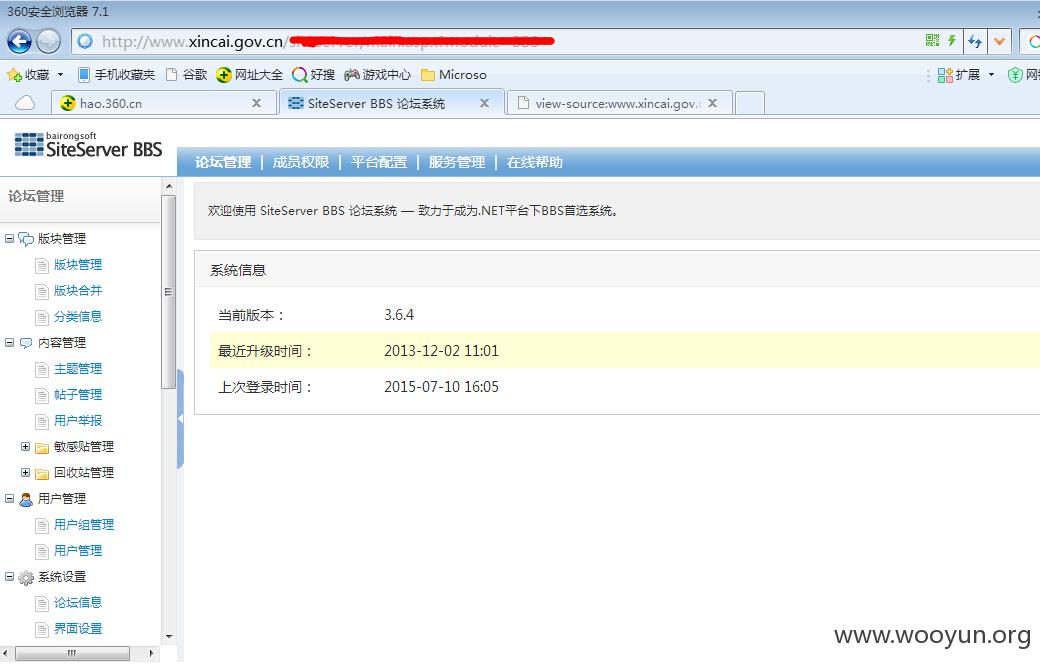 360安全浏览器 7.1
http://www.xincai.gov.cn/
收藏 手机收藏夹 谷歌 网址大全 好搜 游戏中心 Microso 扩展
hao.360.cn SiteServer BBS 论坛系统 view-source:www.xincai.gov.
bairongsoft
SiteServer BBS
论坛管理 | 成员权限 | 平台配置 | 服务管理 | 在线帮助
论坛管理
版块管理
版块管理
版块合并
分类信息
内容管理
主题管理
帖子管理
用户举报
敏感贴管理
回收站管理
用户管理
用户组管理
用户管理
系统设置
论坛信息
界面设置
欢迎使用 SiteServer BBS 论坛系统 — 致力于成为.NET平台下BBS首选系统。
系统信息
当前版本： 3.6.4
最近升级时间： 2013-12-02 11:01
上次登录时间： 2015-07-10 16:05
www.wooyun.org